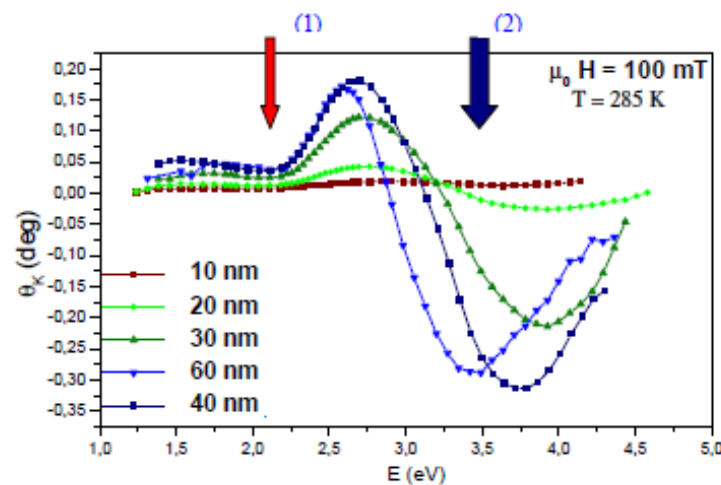 (1) (2)
μ₀ H = 100 mT
T = 285 K
0,20
0,15
0,10
0,05
0,00
-0,05
-0,10
-0,15
-0,20
-0,25
-0,30
-0,35
θK (deg)
10 nm
20 nm
30 nm
60 nm
40 nm
1,0 1,5 2,0 2,5 3,0 3,5 4,0 4,5 5,0
E (eV)